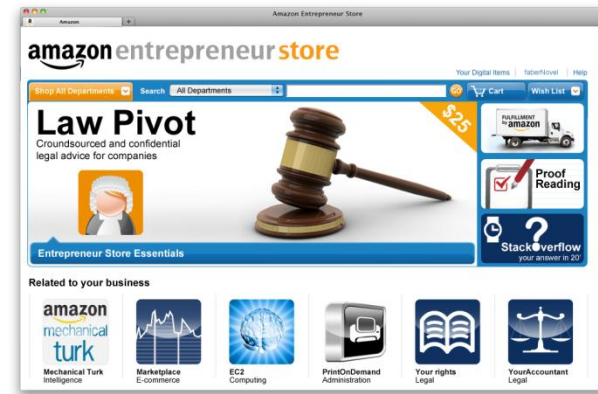 Amazon Entrepreneur Store
Amazon
amazon entrepreneur store
Your Digital Items | faberNovel | Help
Shop All Departments Search All Departments GO Cart Wish List
Law Pivot
Croundsourced and confidential
legal advice for companies
$25
FULFILLMENT
by amazon
Proof
Reading
Stack?verflow
your answer in 20'
Entrepreneur Store Essentials
Related to your business
amazon
mechanical
turk
Mechanical Turk
Intelligence
Marketplace
E-commerce
EC2
Computing
PrintOnDemand
Administration
Your rights
Legal
YourAccountant
Legal